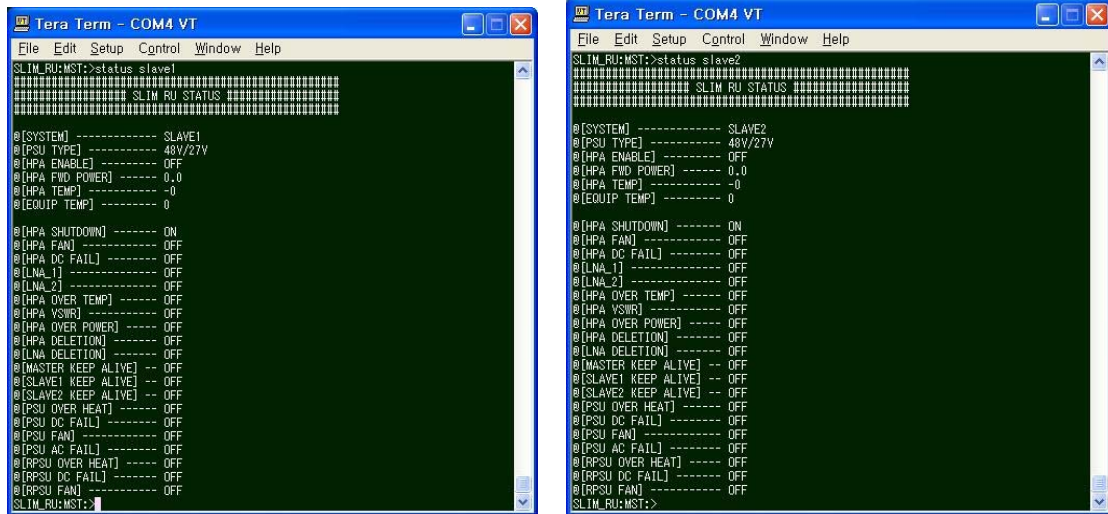 Tera Term - COM4 VT
File Edit Setup Control Window Help
SLIM_RU:MST:>status slave1
################# SLIM RU STATUS #################
@[SYSTEM] ------------- SLAVE1
@[PSU TYPE] ----------- 48V/27V
@[HPA ENABLE] --------- OFF
@[HPA FWD POWER] ------ 0.0
@[HPA TEMP] ----------- -0
@[EQUIP TEMP] --------- 0
@[HPA SHUTDOWN] ------- ON
@[HPA FAN] ------------ OFF
@[HPA DC FAIL] -------- OFF
@[LNA_1] -------------- OFF
@[LNA_2] -------------- OFF
@[HPA OVER TEMP] ------ OFF
@[HPA VSWR] ----------- OFF
@[HPA OVER POWER] ----- OFF
@[HPA DELETION] ------- OFF
@[LNA DELETION] ------- OFF
@[MASTER KEEP ALIVE] -- OFF
@[SLAVE1 KEEP ALIVE] -- OFF
@[SLAVE2 KEEP ALIVE] -- OFF
@[PSU OVER HEAT] ------ OFF
@[PSU DC FAIL] -------- OFF
@[PSU FAN] ------------ OFF
@[PSU AC FAIL] -------- OFF
@[RPSU OVER HEAT] ----- OFF
@[RPSU DC FAIL] ------- OFF
@[RPSU FAN] ----------- OFF
SLIM_RU:MST:>
Tera Term - COM4 VT
File Edit Setup Control Window Help
SLIM_RU:MST:>status slave2
################# SLIM RU STATUS #################
@[SYSTEM] ------------- SLAVE2
@[PSU TYPE] ----------- 48V/27V
@[HPA ENABLE] --------- OFF
@[HPA FWD POWER] ------ 0.0
@[HPA TEMP] ----------- -0
@[EQUIP TEMP] --------- 0
@[HPA SHUTDOWN] ------- ON
@[HPA FAN] ------------ OFF
@[HPA DC FAIL] -------- OFF
@[LNA_1] -------------- OFF
@[LNA_2] -------------- OFF
@[HPA OVER TEMP] ------ OFF
@[HPA VSWR] ----------- OFF
@[HPA OVER POWER] ----- OFF
@[HPA DELETION] ------- OFF
@[LNA DELETION] ------- OFF
@[MASTER KEEP ALIVE] -- OFF
@[SLAVE1 KEEP ALIVE] -- OFF
@[SLAVE2 KEEP ALIVE] -- OFF
@[PSU OVER HEAT] ------ OFF
@[PSU DC FAIL] -------- OFF
@[PSU FAN] ------------ OFF
@[PSU AC FAIL] -------- OFF
@[RPSU OVER HEAT] ----- OFF
@[RPSU DC FAIL] ------- OFF
@[RPSU FAN] ----------- OFF
SLIM_RU:MST:>